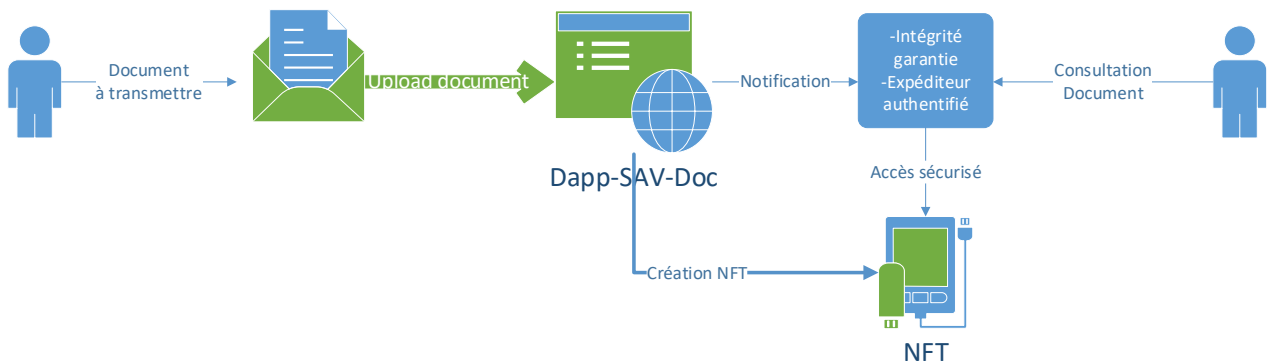 Document
à transmettre
Upload document
Dapp-SAV-Doc
Notification
-Intégrité
garantie
-Expéditeur
authentifié
Consultation
Document
Accès sécurisé
Création NFT
NFT